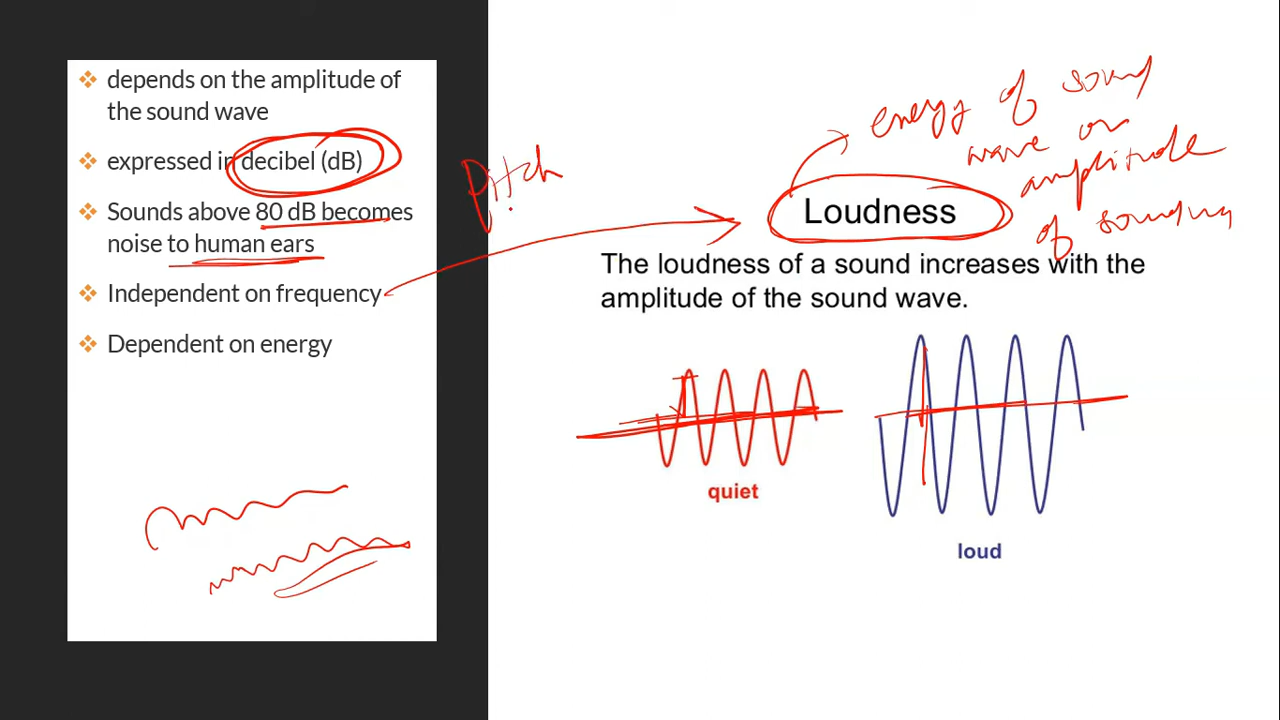 ❖ depends on the amplitude of
the sound wave
❖ expressed in decibel (dB)
❖ Sounds above 80 dB becomes
noise to human ears
❖ Independent on frequency
❖ Dependent on energy
Pitch
energy of sound
wave or
amplitude
of sound
Loudness
The loudness of a sound increases with the
amplitude of the sound wave.
quiet
loud